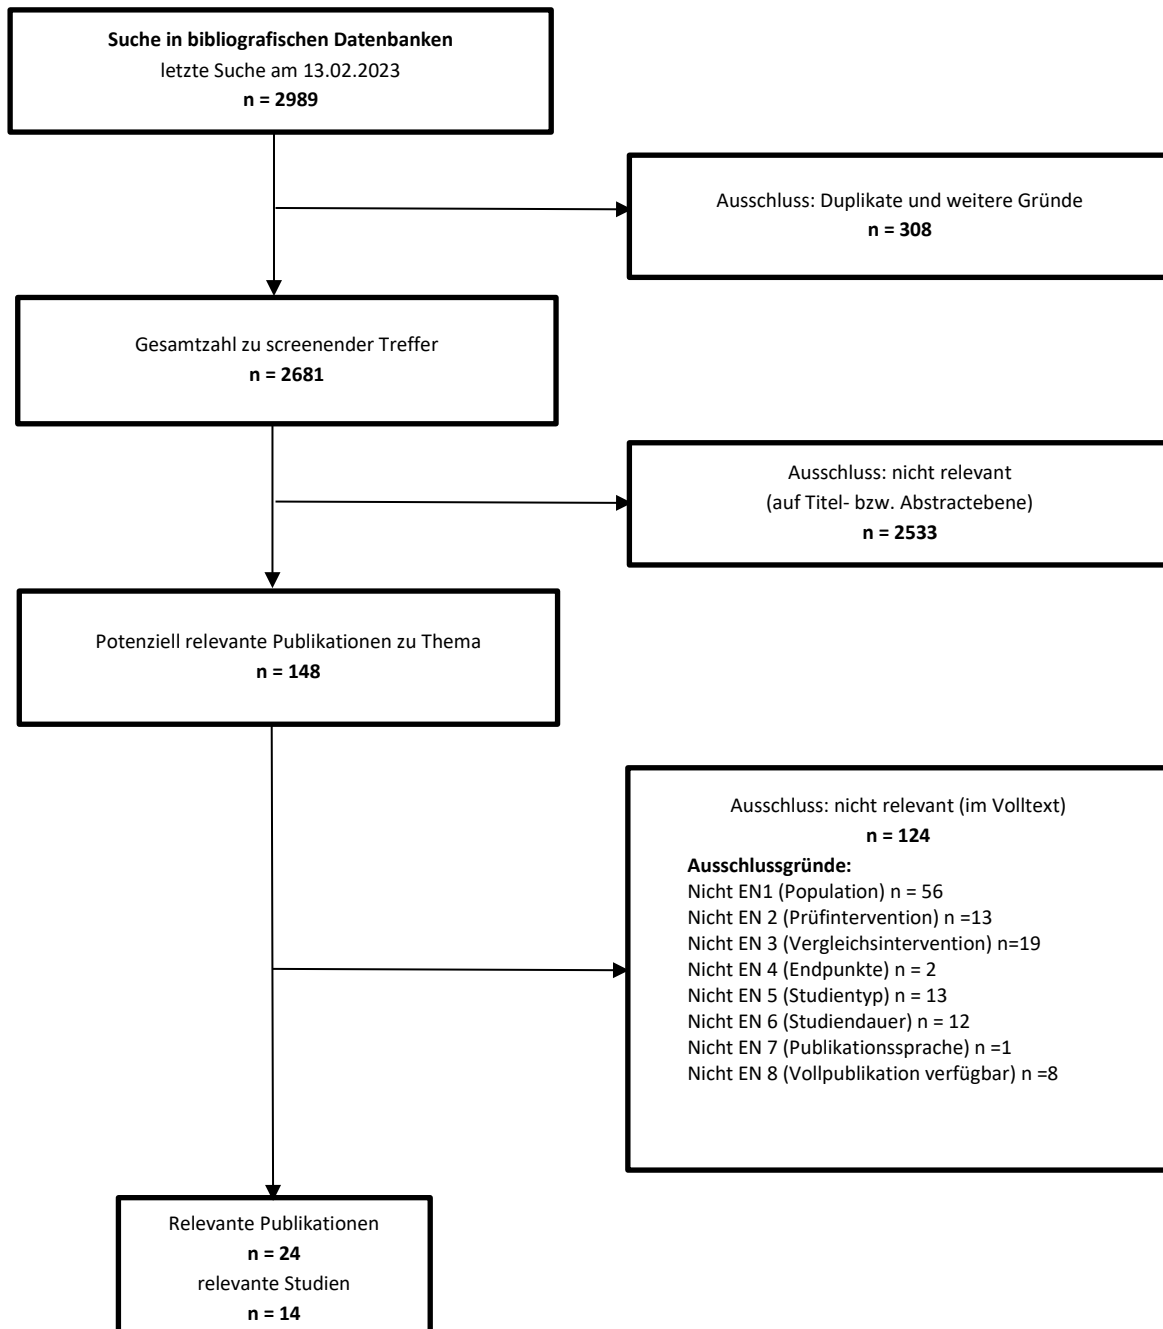 Suche in bibliografischen Datenbanken
letzte Suche am 13.02.2023
n = 2989
Ausschluss: Duplikate und weitere Gründe
n = 308
Gesamtzahl zu screenender Treffer
n = 2681
Ausschluss: nicht relevant
(auf Titel- bzw. Abstractebene)
n = 2533
Potenziell relevante Publikationen zu Thema
n = 148
Ausschluss: nicht relevant (im Volltext)
n = 124
Ausschlussgründe:
Nicht EN1 (Population) n = 56
Nicht EN 2 (Prüfintervention) n =13
Nicht EN 3 (Vergleichsintervention) n=19
Nicht EN 4 (Endpunkte) n = 2
Nicht EN 5 (Studientyp) n = 13
Nicht EN 6 (Studiendauer) n = 12
Nicht EN 7 (Publikationssprache) n =1
Nicht EN 8 (Vollpublikation verfügbar) n =8
Relevante Publikationen
n = 24
relevante Studien
n = 14